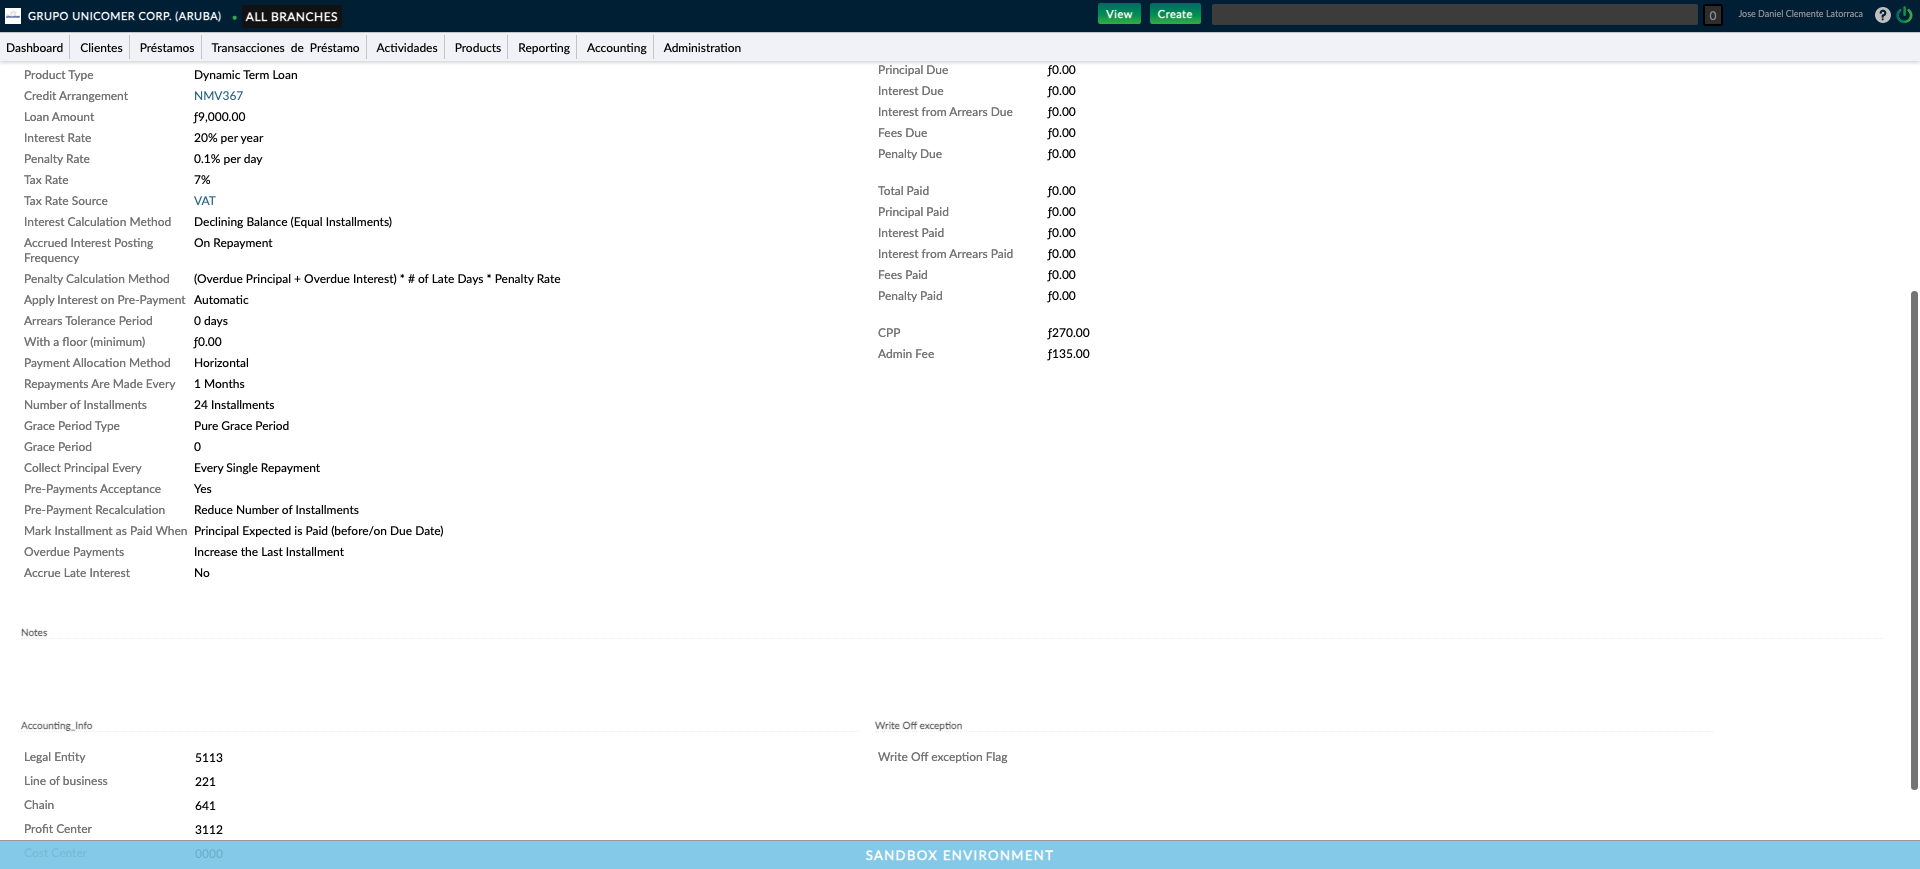 GRUPO UNICOMER CORP. (ARUBA) • ALL BRANCHES View Create 0 Jose Daniel Clemente Latorraca ?
Dashboard Clientes Préstamos Transacciones de Préstamo Actividades Products Reporting Accounting Administration
Product Type Dynamic Term Loan
Credit Arrangement NMV367
Loan Amount ƒ9,000.00
Interest Rate 20% per year
Penalty Rate 0.1% per day
Tax Rate 7%
Tax Rate Source VAT
Interest Calculation Method Declining Balance (Equal Installments)
Accrued Interest Posting Frequency On Repayment
Penalty Calculation Method (Overdue Principal + Overdue Interest) * # of Late Days * Penalty Rate
Apply Interest on Pre-Payment Automatic
Arrears Tolerance Period 0 days
With a floor (minimum) ƒ0.00
Payment Allocation Method Horizontal
Repayments Are Made Every 1 Months
Number of Installments 24 Installments
Grace Period Type Pure Grace Period
Grace Period 0
Collect Principal Every Every Single Repayment
Pre-Payments Acceptance Yes
Pre-Payment Recalculation Reduce Number of Installments
Mark Installment as Paid When Principal Expected is Paid (before/on Due Date)
Overdue Payments Increase the Last Installment
Accrue Late Interest No
Principal Due ƒ0.00
Interest Due ƒ0.00
Interest from Arrears Due ƒ0.00
Fees Due ƒ0.00
Penalty Due ƒ0.00
Total Paid ƒ0.00
Principal Paid ƒ0.00
Interest Paid ƒ0.00
Interest from Arrears Paid ƒ0.00
Fees Paid ƒ0.00
Penalty Paid ƒ0.00
CPP ƒ270.00
Admin Fee ƒ135.00
Notes
Accounting_Info
Legal Entity 5113
Line of business 221
Chain 641
Profit Center 3112
Cost Center 0000
Write Off exception
Write Off exception Flag
SANDBOX ENVIRONMENT